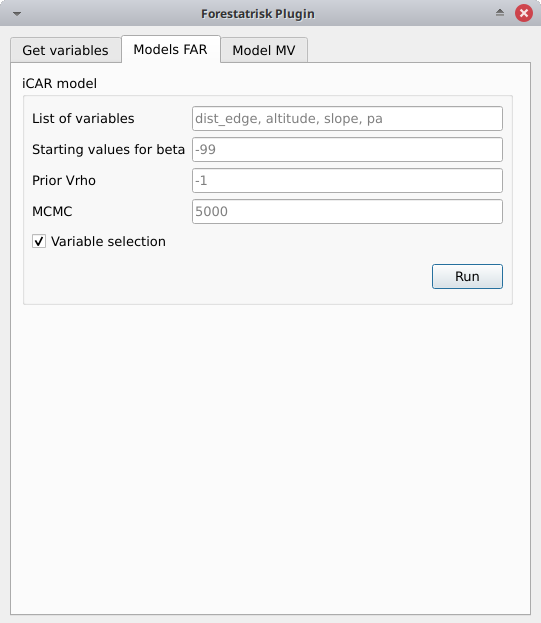 Forestatrisk Plugin
Get variables Models FAR Model MV
iCAR model
List of variables dist_edge, altitude, slope, pa
Starting values for beta -99
Prior Vrho -1
MCMC 5000
Variable selection
Run